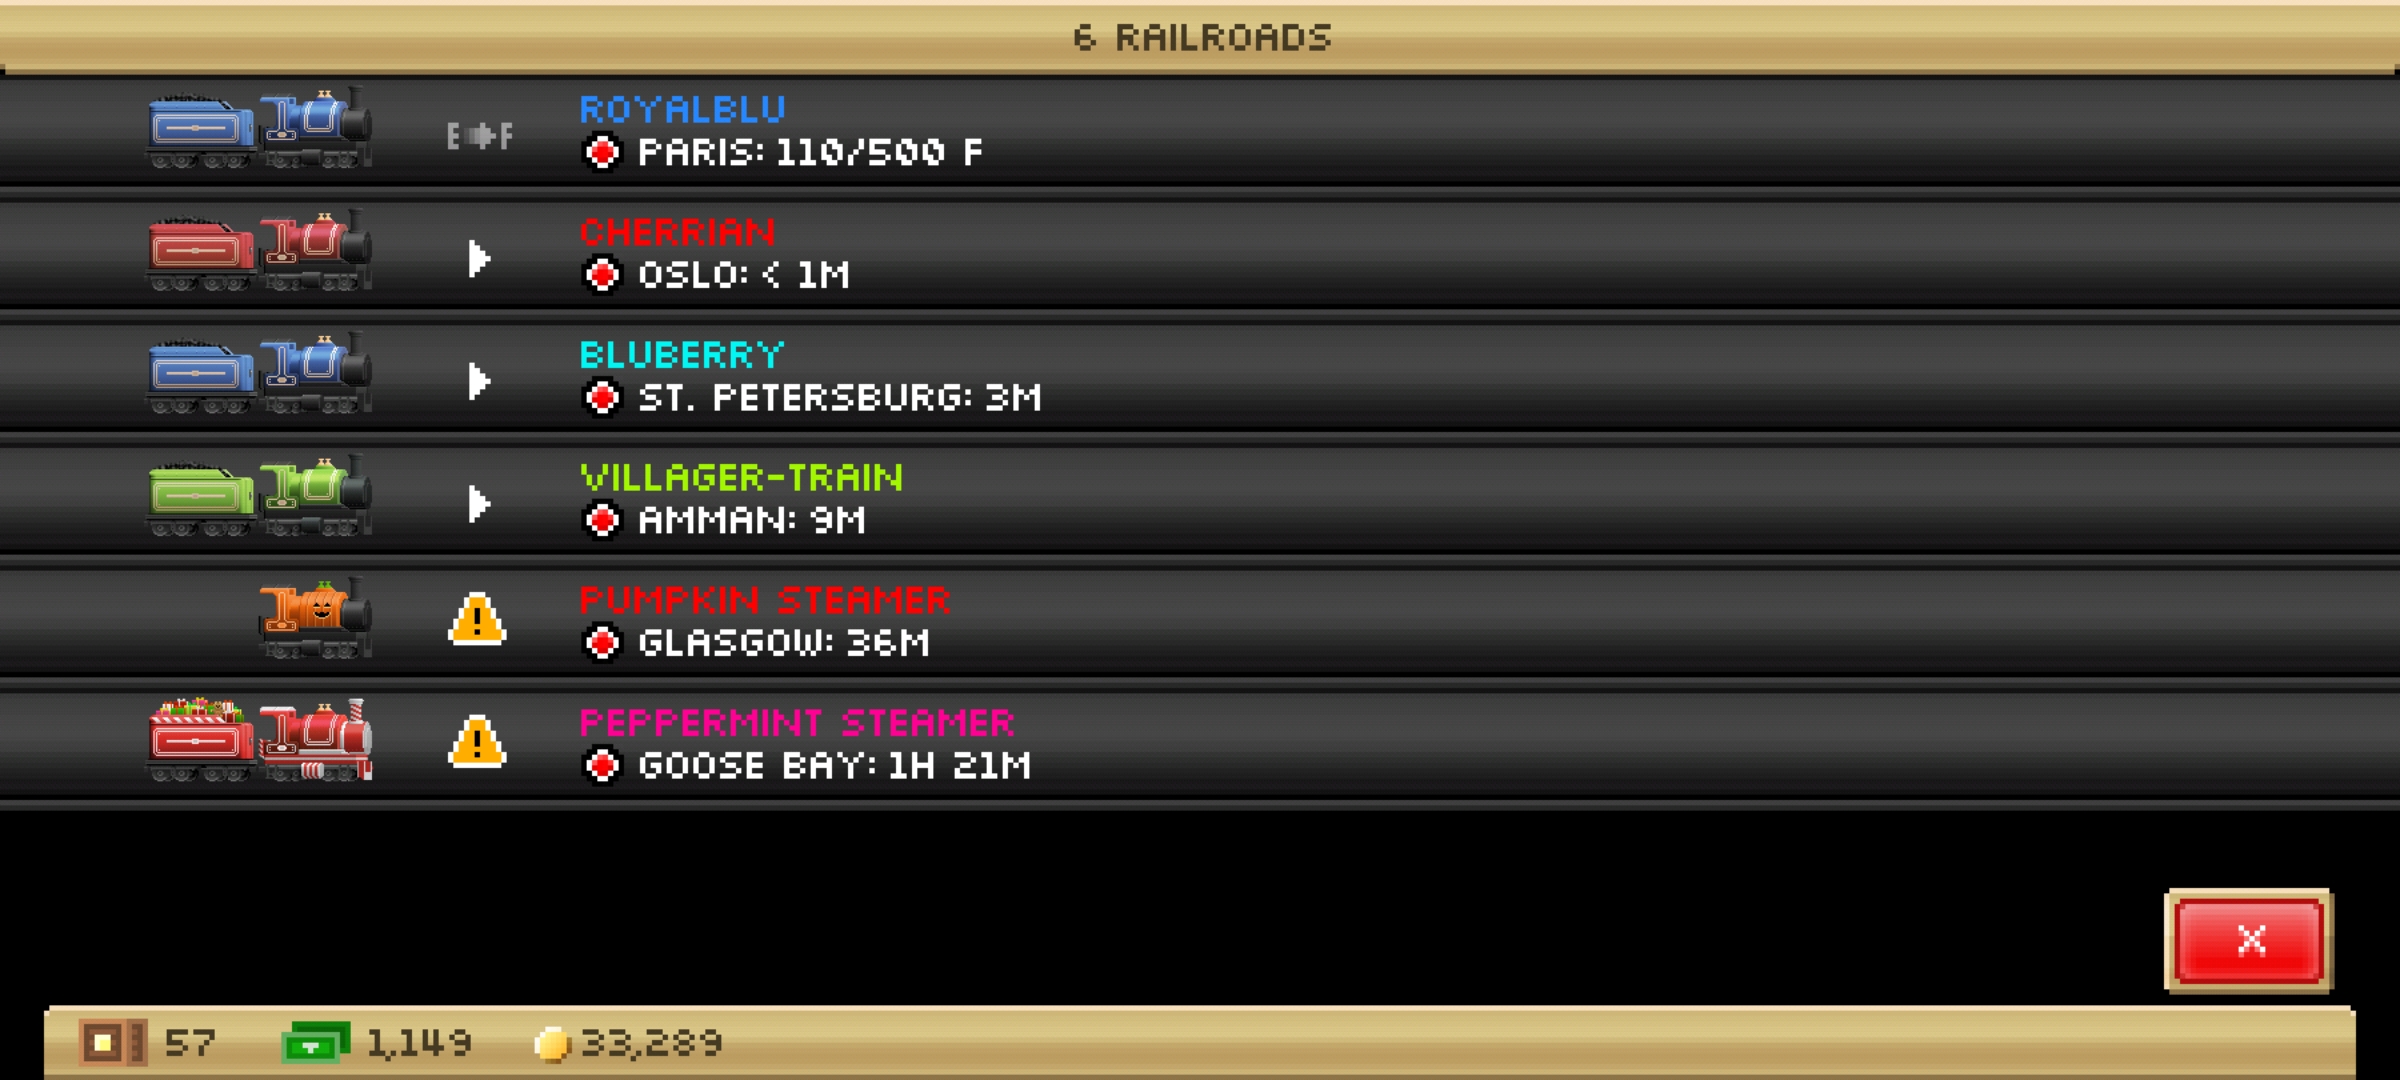 6 RAILROADS
ROYALBLU
E F
PARIS: 110/500 F
CHERRIAN
OSLO: < 1M
BLUBERRY
ST. PETERSBURG: 3M
VILLAGER-TRAIN
AMMAN: 9M
PUMPKIN STEAMER
!
GLASGOW: 36M
PEPPERMINT STEAMER
!
GOOSE BAY: 1H 21M
X
57 1,149 33,289